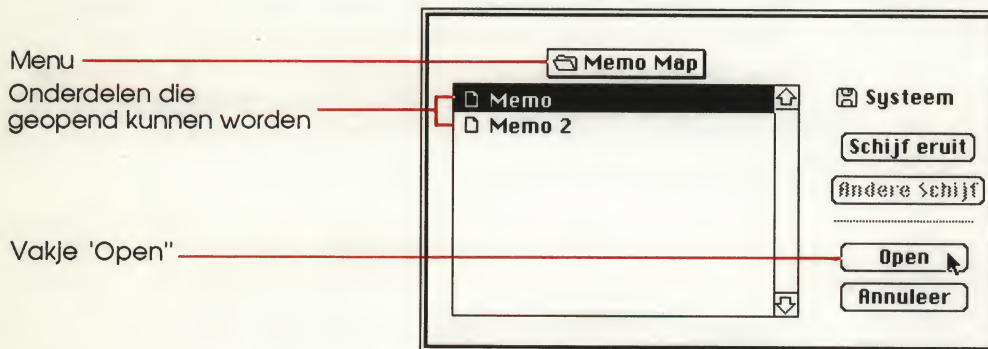 Menu
Onderdelen die
geopend kunnen worden
Vakje 'Open"
Memo Map
Memo
Memo 2
Systeem
Schijf eruit
Andere Schijf
Open
Annuleer